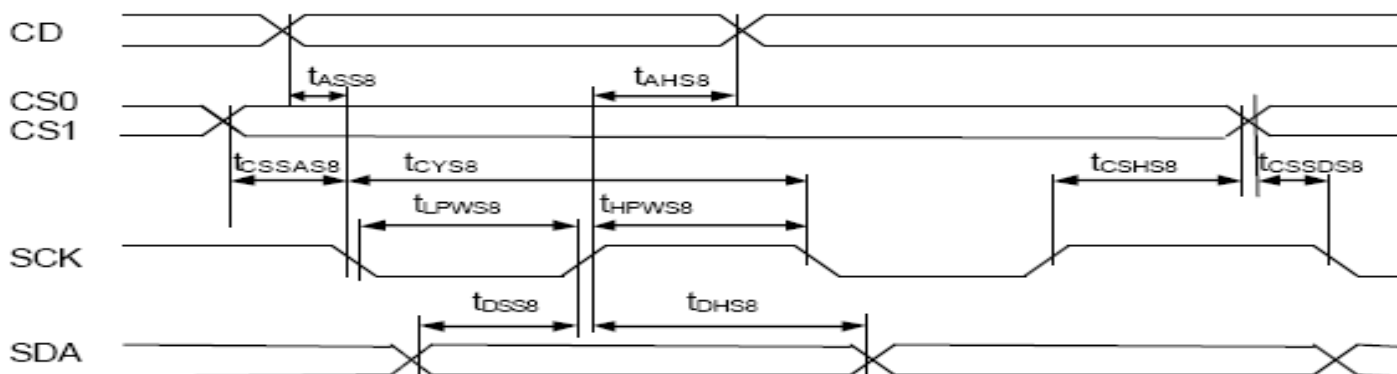 CD
tASS8 tAHS8
CS0
CS1
tCSSAS8 tCYS8 tCSHS8 tCSSDS8
tLPWS8 tHPWS8
SCK
tDSS8 tDHS8
SDA